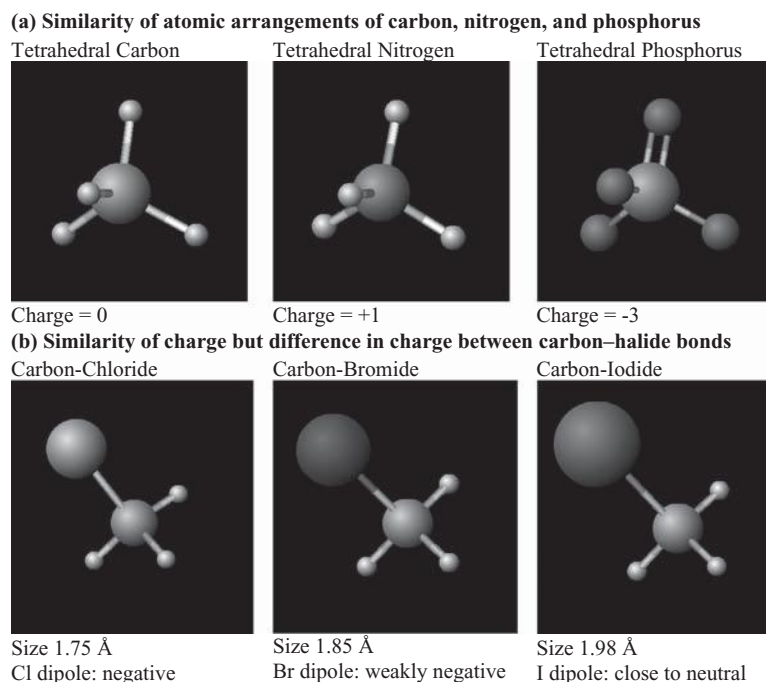 (a) Similarity of atomic arrangements of carbon, nitrogen, and phosphorus
Tetrahedral Carbon
Tetrahedral Nitrogen
Tetrahedral Phosphorus
Charge = 0
Charge = +1
Charge = -3
(b) Similarity of charge but difference in charge between carbon–halide bonds
Carbon-Chloride
Carbon-Bromide
Carbon-Iodide
Size 1.75 Å
Size 1.85 Å
Size 1.98 Å
Cl dipole: negative
Br dipole: weakly negative
I dipole: close to neutral